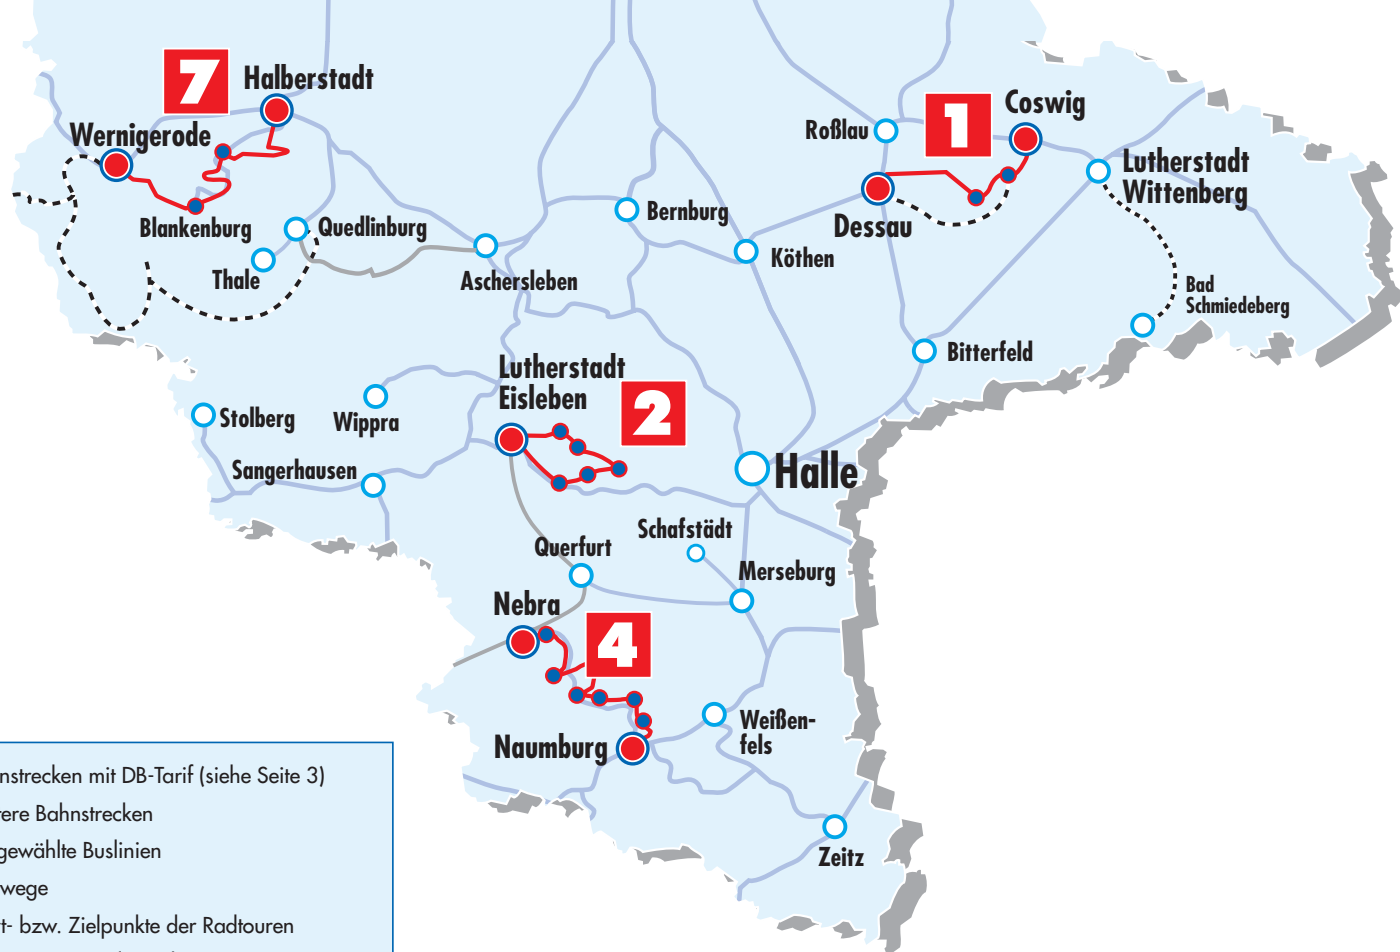 7
Halberstadt
Wernigerode
Blankenburg
Quedlinburg
Thale
Aschersleben
Bernburg
Köthen
Roßlau
1
Coswig
Dessau
Lutherstadt
Wittenberg
Bad
Schmiedeberg
Bitterfeld
Lutherstadt
Eisleben
2
Stolberg
Wippra
Sangerhausen
Halle
Schafstädt
Querfurt
Merseburg
Nebra
4
Naumburg
Weißen-
fels
Zeitz
nstrecken mit DB-Tarif (siehe Seite 3)
tere Bahnstrecken
gewählte Buslinien
wege
t- bzw. Zielpunkte der Radtouren